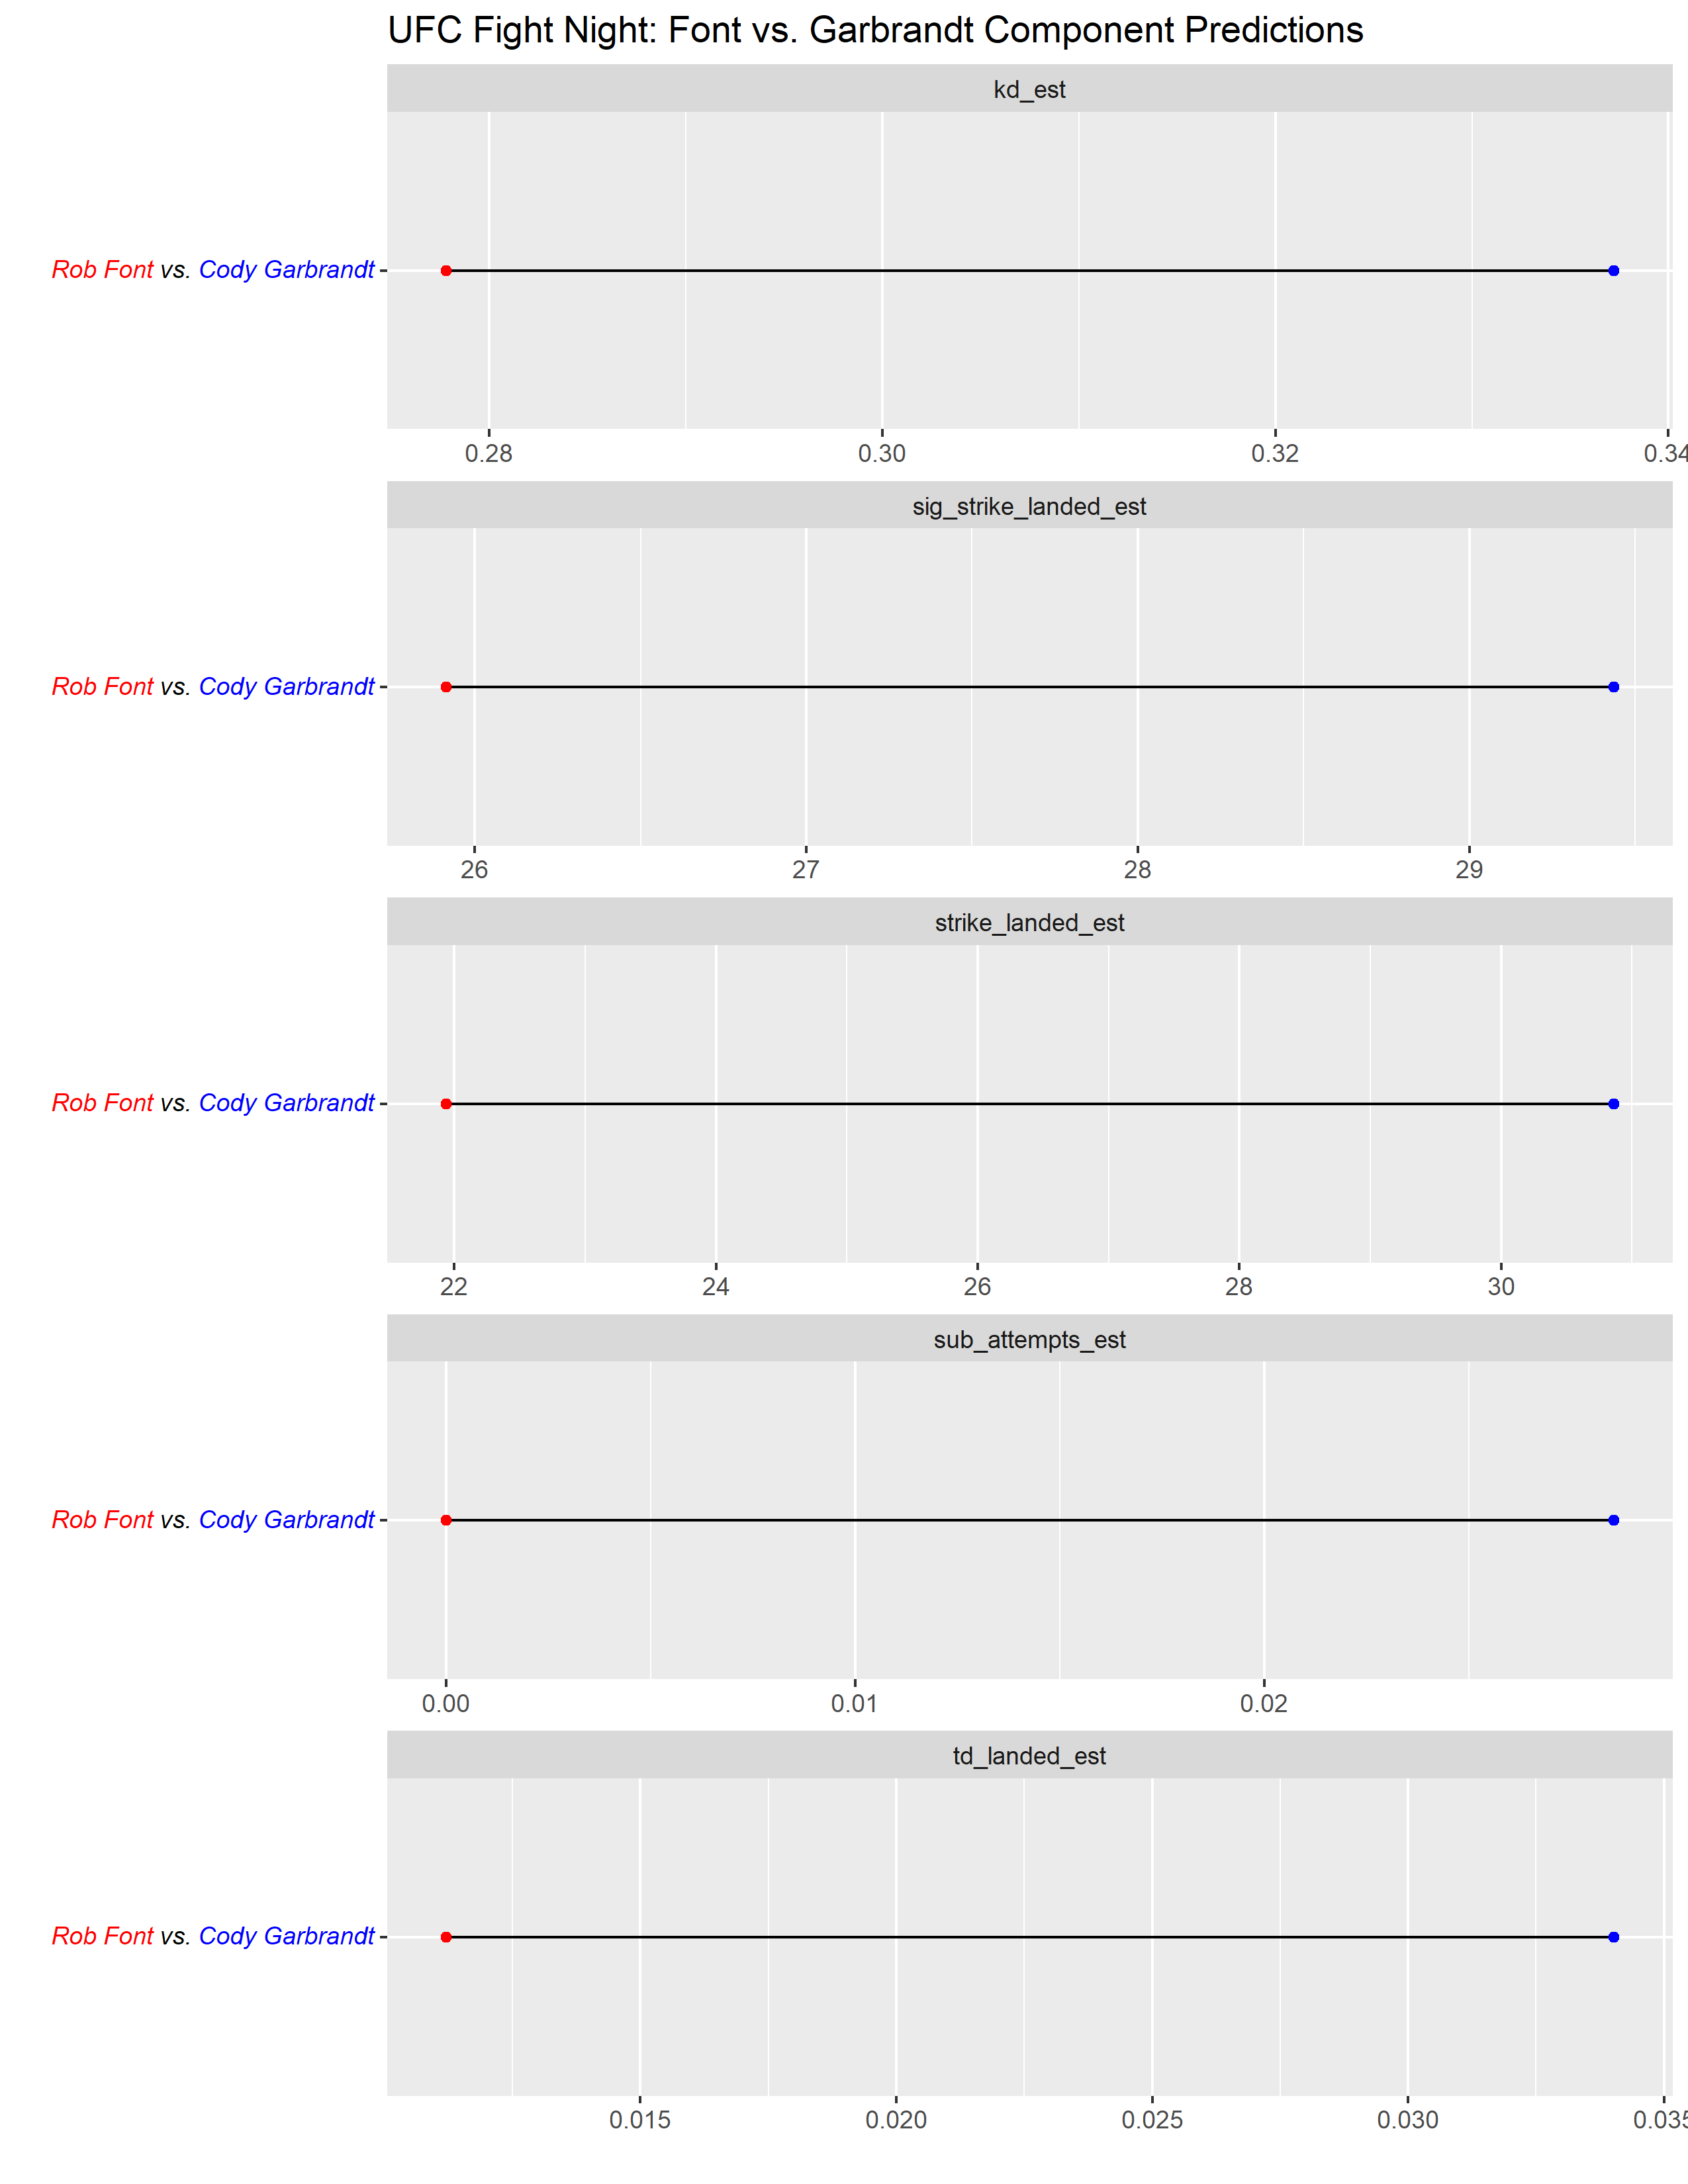 UFC Fight Night: Font vs. Garbrandt Component Predictions
kd_est
Rob Font vs. Cody Garbrandt
0.28 0.30 0.32 0.34
sig_strike_landed_est
Rob Font vs. Cody Garbrandt
26 27 28 29
strike_landed_est
Rob Font vs. Cody Garbrandt
22 24 26 28 30
sub_attempts_est
Rob Font vs. Cody Garbrandt
0.00 0.01 0.02
td_landed_est
Rob Font vs. Cody Garbrandt
0.015 0.020 0.025 0.030 0.035